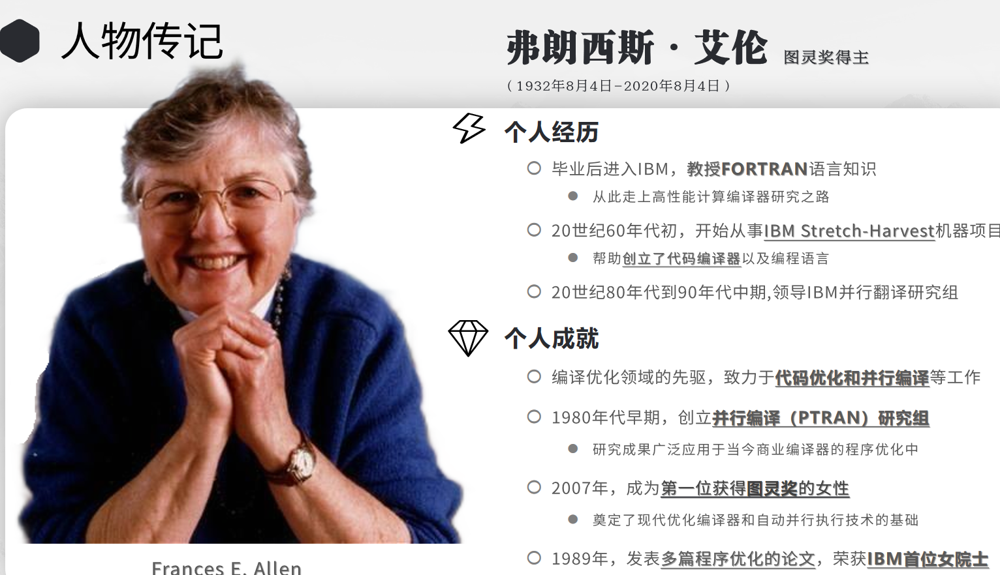 人物传记
弗朗西斯·艾伦 图灵奖得主
（1932年8月4日–2020年8月4日）
个人经历
毕业后进入IBM，教授FORTRAN语言知识
从此走上高性能计算编译器研究之路
20世纪60年代初，开始从事IBM Stretch-Harvest机器项目
帮助创立了代码编译器以及编程语言
20世纪80年代到90年代中期,领导IBM并行翻译研究组
个人成就
编译优化领域的先驱，致力于代码优化和并行编译等工作
1980年代早期，创立并行编译（PTRAN）研究组
研究成果广泛应用于当今商业编译器的程序优化中
2007年，成为第一位获得图灵奖的女性
奠定了现代优化编译器和自动并行执行技术的基础
1989年，发表多篇程序优化的论文，荣获IBM首位女院士
Frances E. Allen